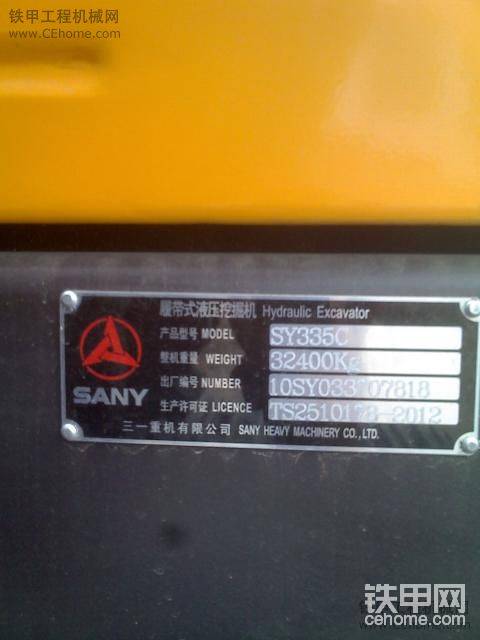 铁甲工程机械网
www.CEhome.com
履带式液压挖掘机 Hydraulic Excavator
产品型号 MODEL SY335C
整机重量 WEIGHT 32400Kg
出厂编号 NUMBER
生产许可证 LICENCE
SANY
三一重机有限公司 SANY HEAVY MACHINERY CO.,LTD.
铁甲网
cehome.com